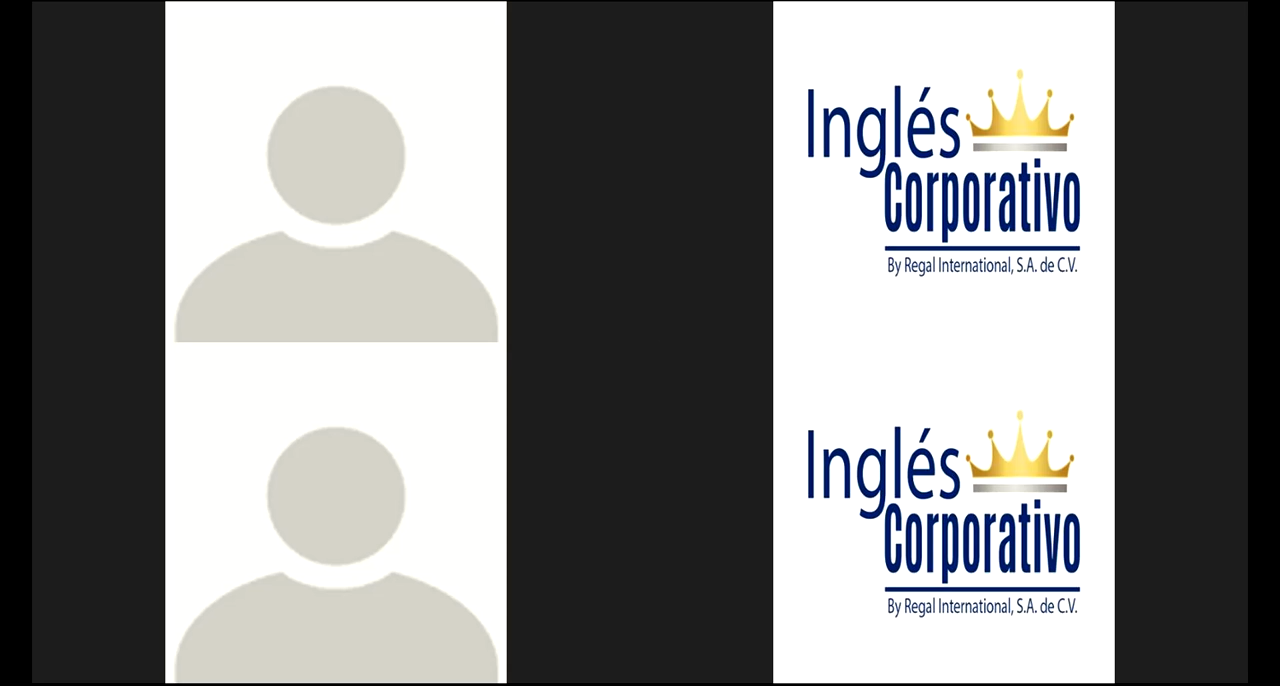 Inglés
Corporativo
By Regal International, S.A. de C.V.
Inglés
Corporativo
By Regal International, S.A. de C.V.